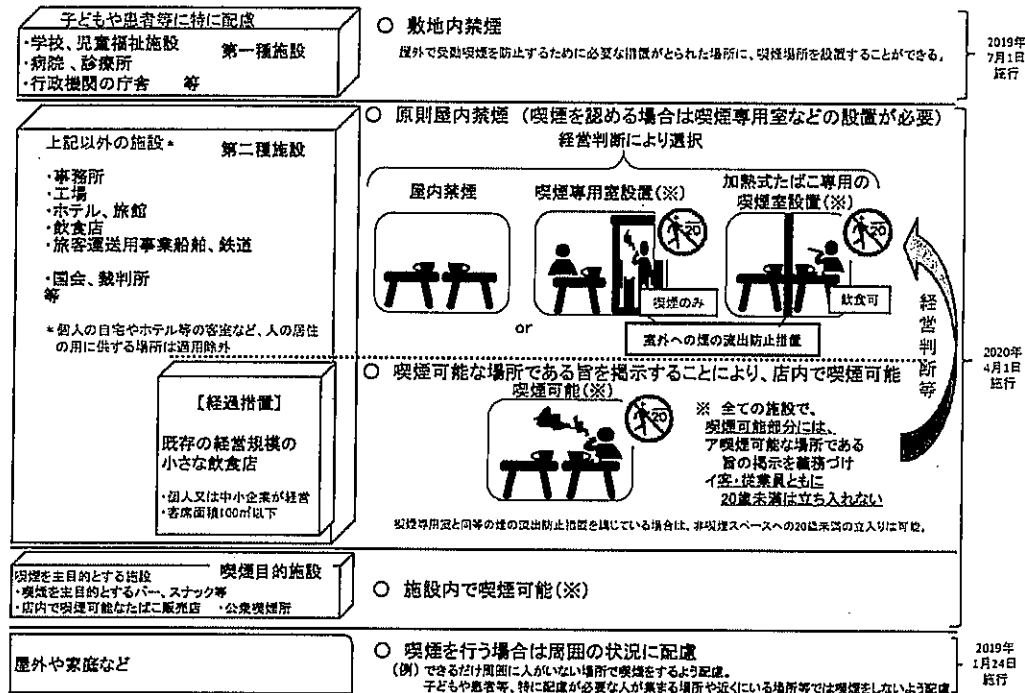 子どもや患者等に特に配慮
・学校、児童福祉施設
・病院、診療所
・行政機関の庁舎 等
第一種施設
○ 敷地内禁煙
屋外で受動喫煙を防止するために必要な措置がとられた場所に、喫煙場所を設置することができる。
2019年
7月1日
施行
上記以外の施設*
第二種施設
・事務所
・工場
・ホテル、旅館
・飲食店
・旅客運送用事業船舶、鉄道
・国会、裁判所
等
*個人の自宅やホテル等の客室など、人の居住
の用に供する場所は適用除外
○ 原則屋内禁煙（喫煙を認める場合は喫煙専用室などの設置が必要）
経営判断により選択
屋内禁煙
喫煙専用室設置(※)
20
喫煙のみ
加熱式たばこ専用の
喫煙室設置(※)
20
飲食可
or
室外への煙の流出防止措置
経営判断等
2020年
4月1日
施行
【経過措置】
既存の経営規模の
小さな飲食店
・個人又は中小企業が経営
・客席面積100㎡以下
○ 喫煙可能な場所である旨を掲示することにより、店内で喫煙可能
喫煙可能(※)
20
※ 全ての施設で、
喫煙可能部分には、
ア喫煙可能な場所である
旨の掲示を義務づけ
イ客・従業員ともに
20歳未満は立ち入れない
喫煙専用室と同等の煙の流出防止措置を講じている場合は、非喫煙スペースへの20歳未満の立入りは可能。
喫煙を主目的とする施設
喫煙目的施設
・喫煙を主目的とするバー、スナック等
・店内で喫煙可能なたばこ販売店 ・公衆喫煙所
○ 施設内で喫煙可能(※)
屋外や家庭など
○ 喫煙を行う場合は周囲の状況に配慮
(例) できるだけ周囲に人がいない場所で喫煙をするよう配慮。
子どもや患者等、特に配慮が必要な人が集まる場所や近くにいる場所等では喫煙をしないよう配慮
2019年
1月24日
施行